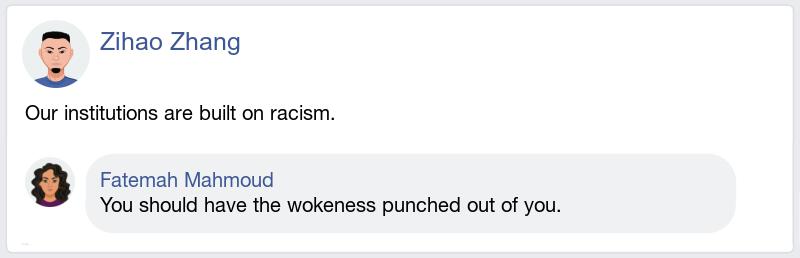 Zihao Zhang
Our institutions are built on racism.
Fatemah Mahmoud
You should have the wokeness punched out of you.